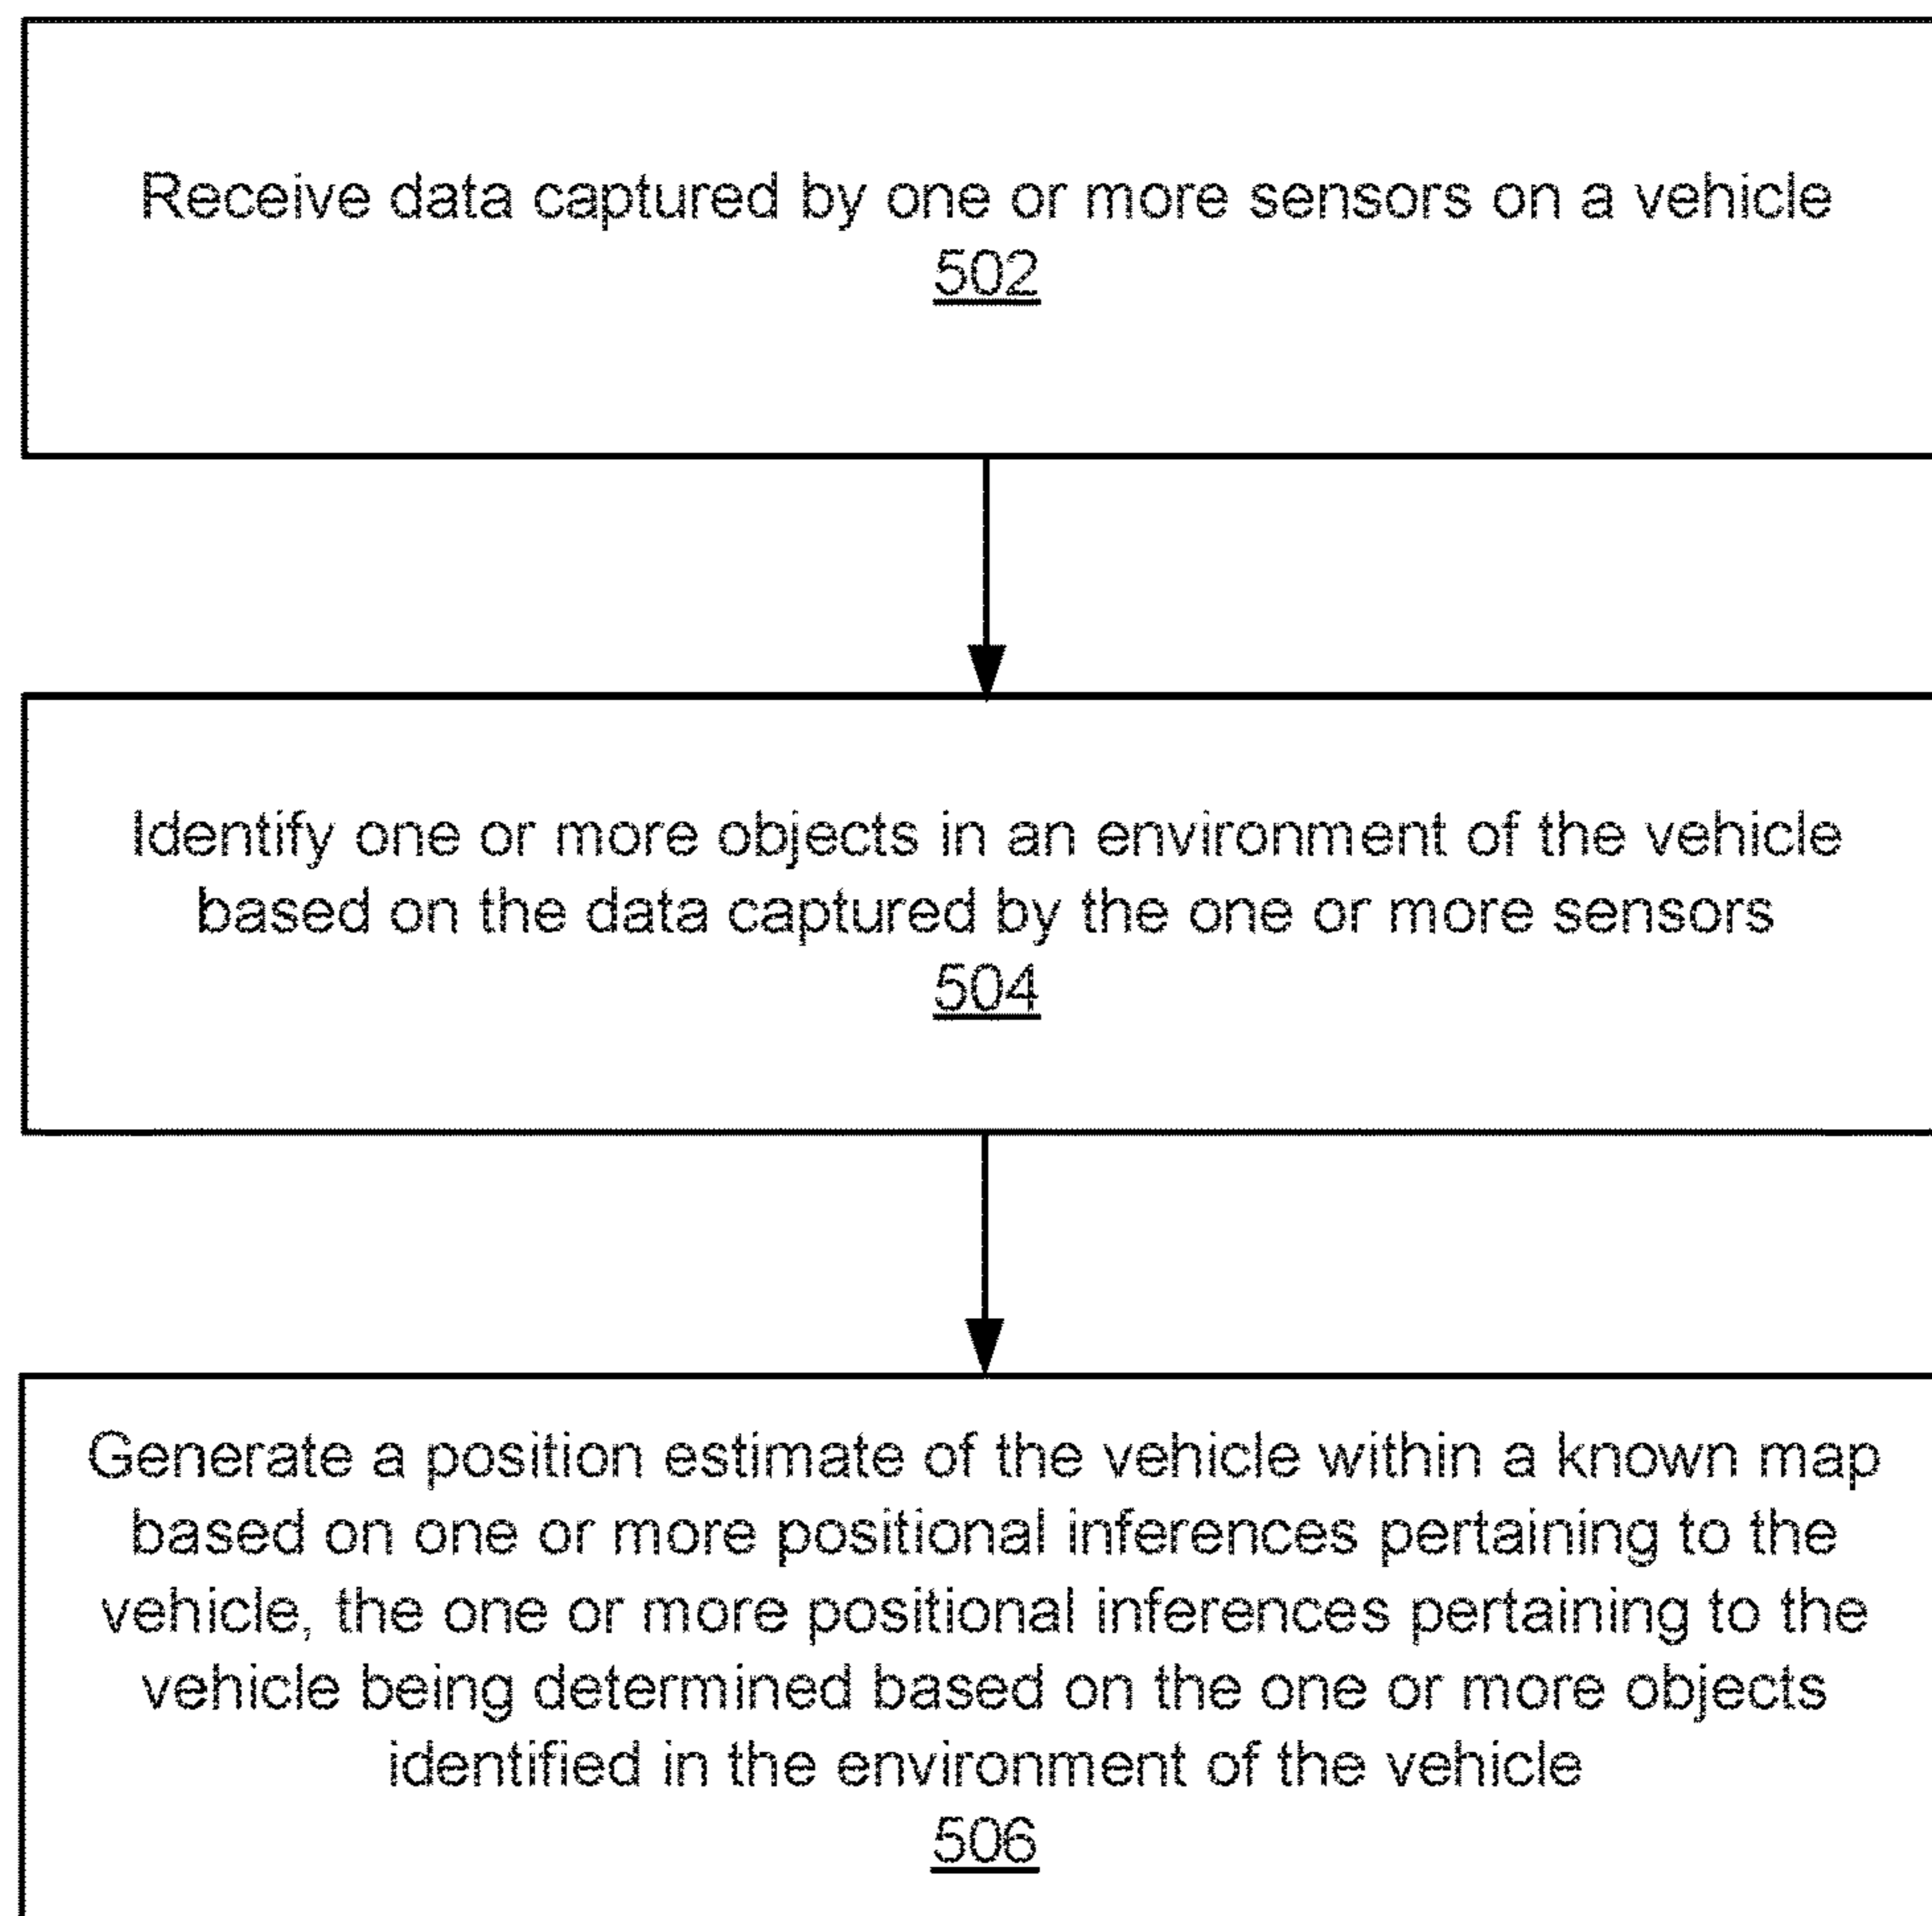 Receive data captured by one or more sensors on a vehicle
502
Identify one or more objects in an environment of the vehicle
based on the data captured by the one or more sensors
504
Generate a position estimate of the vehicle within a known map
based on one or more positional inferences pertaining to the
vehicle, the one or more positional inferences pertaining to the
vehicle being determined based on the one or more objects
identified in the environment of the vehicle
506